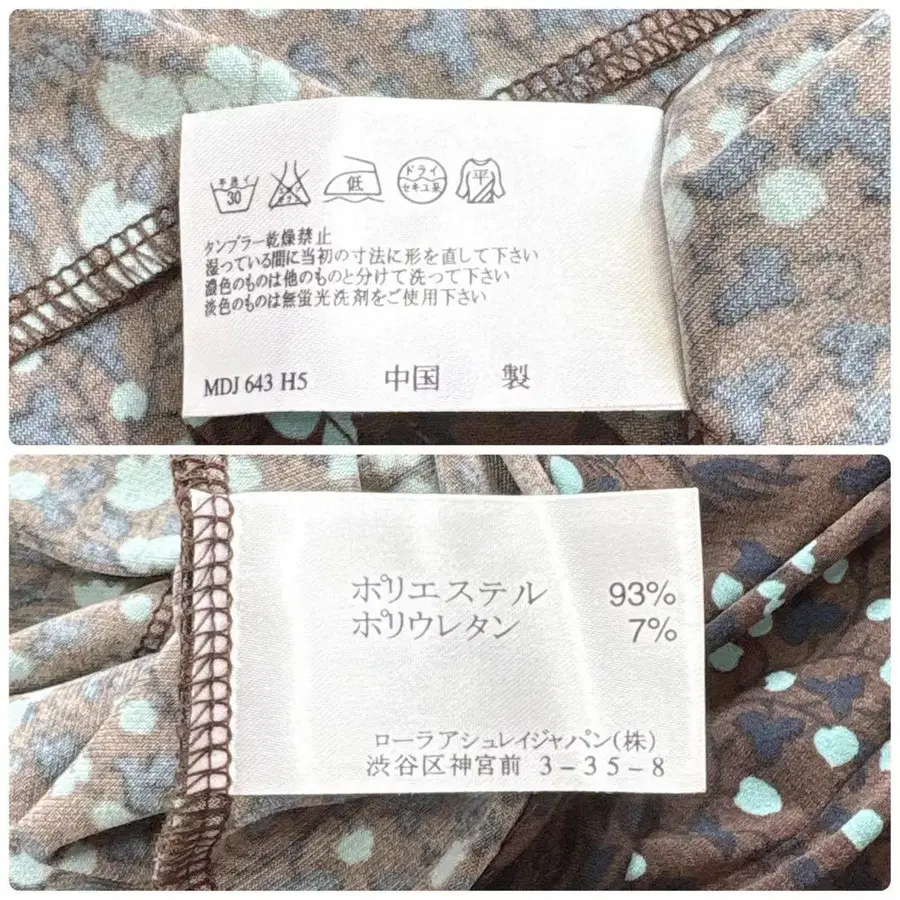 手洗イ
30
エンソ
サラシ
低
ドライ
セキユ系
平
タンブラー乾燥禁止
湿っている間に当初の寸法に形を直して下さい
濃色のものは他のものと分けて洗って下さい
淡色のものは無蛍光洗剤をご使用下さい
MDJ 643 H5 中国 製
ポリエステル 93%
ポリウレタン 7%
ローラアシュレイジャパン(株)
渋谷区神宮前 3-35-8